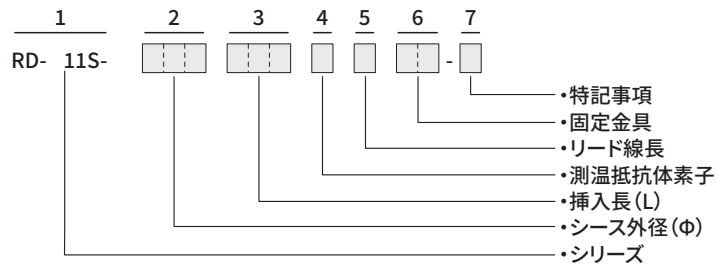 1 2 3 4 5 6 7
RD- 11S- -
・特記事項
・固定金具
・リード線長
・測温抵抗体素子
・挿入長(L)
・シース外径(Φ)
・シリーズ